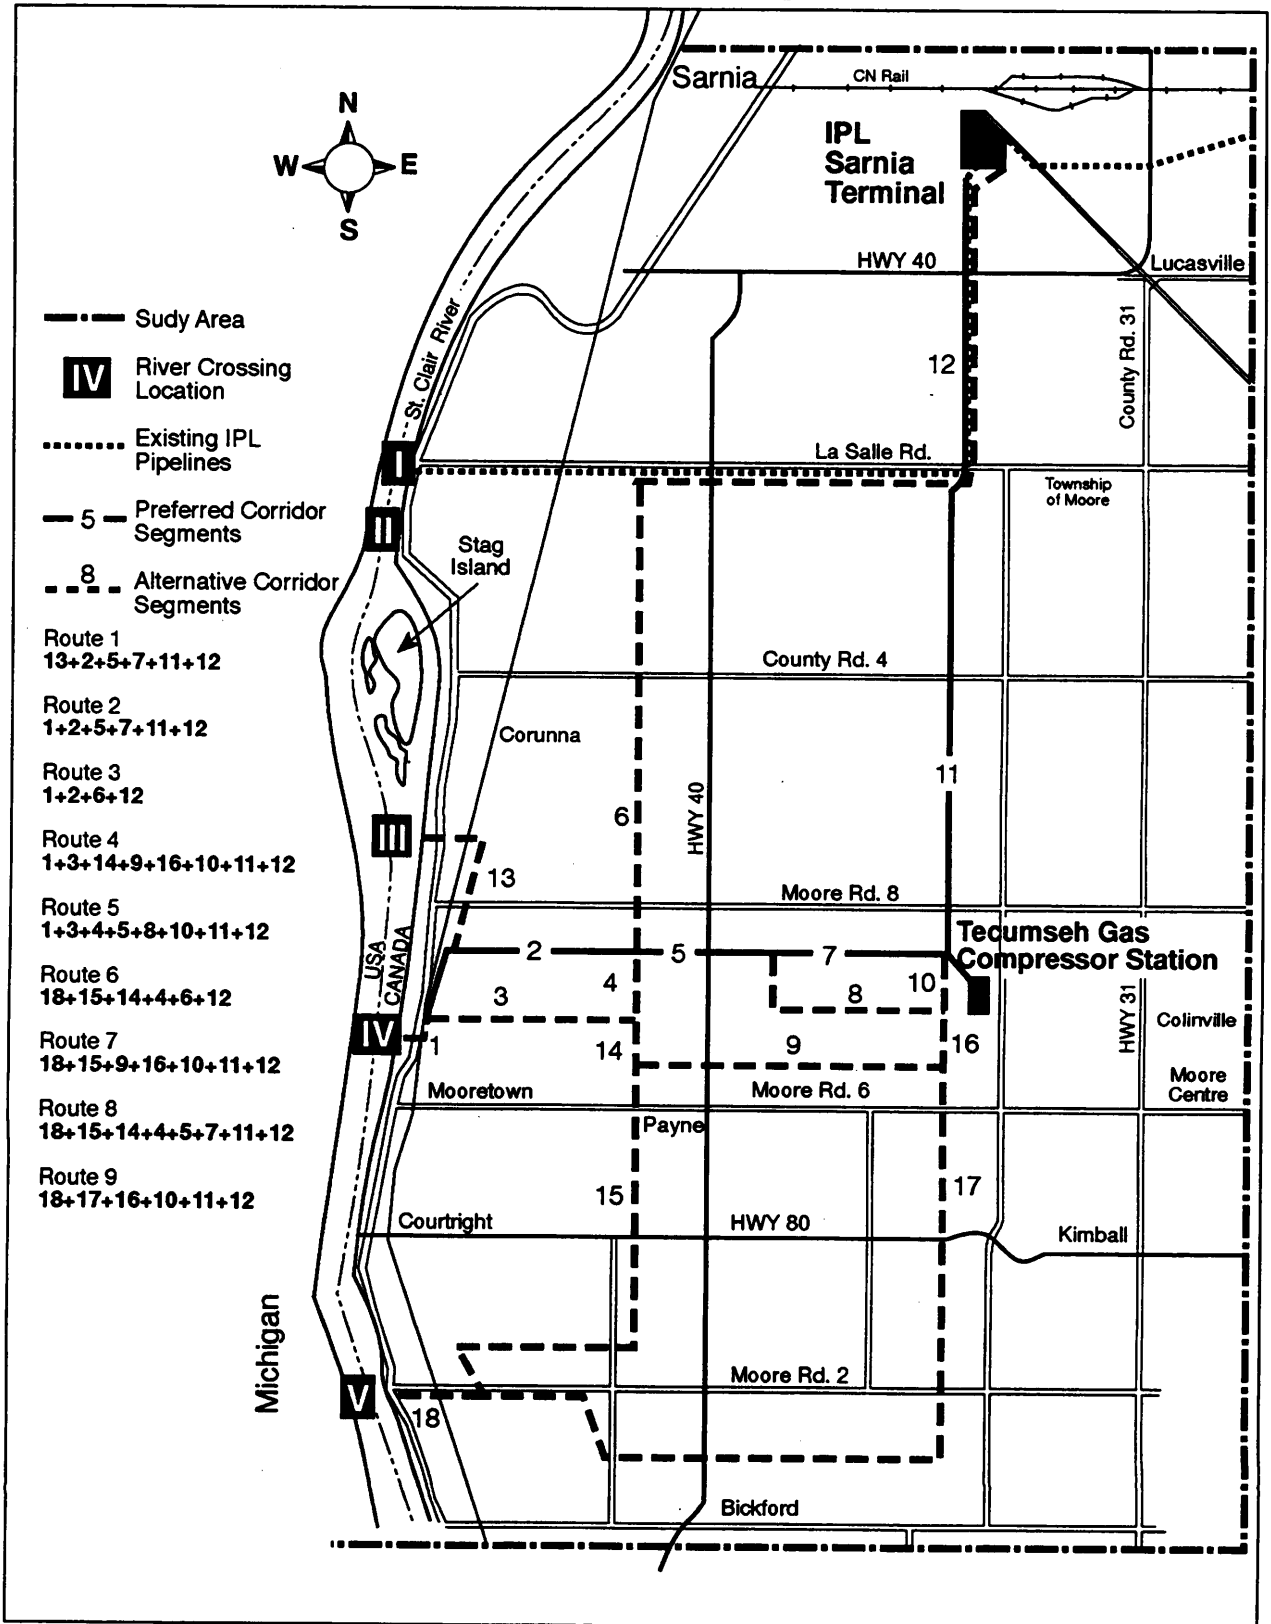 Sarnia
CN Rail
N
W E
S
IPL
Sarnia
Terminal
HWY 40
Lucasville
St. Clair River
County Rd. 31
12
Sudy Area
IV
River Crossing
Location
Existing IPL
Pipelines
5
Preferred Corridor
Segments
8
Alternative Corridor
Segments
I
La Salle Rd.
Township
of Moore
II
Stag
Island
Route 1
13+2+5+7+11+12
Route 2
1+2+5+7+11+12
Route 3
1+2+6+12
Route 4
1+3+14+9+16+10+11+12
Route 5
1+3+4+5+8+10+11+12
Route 6
18+15+14+4+6+12
Route 7
18+15+9+16+10+11+12
Route 8
18+15+14+4+5+7+11+12
Route 9
18+17+16+10+11+12
County Rd. 4
Corunna
11
6
HWY 40
III
13
Moore Rd. 8
USA
CANADA
2
5
7
Tecumseh Gas
Compressor Station
4
10
3
8
HWY 31
Colinville
IV
1
14
9
16
Mooretown
Moore Rd. 6
Moore
Centre
Payne
15
17
Courtright
HWY 80
Kimball
Michigan
Moore Rd. 2
V
18
Bickford